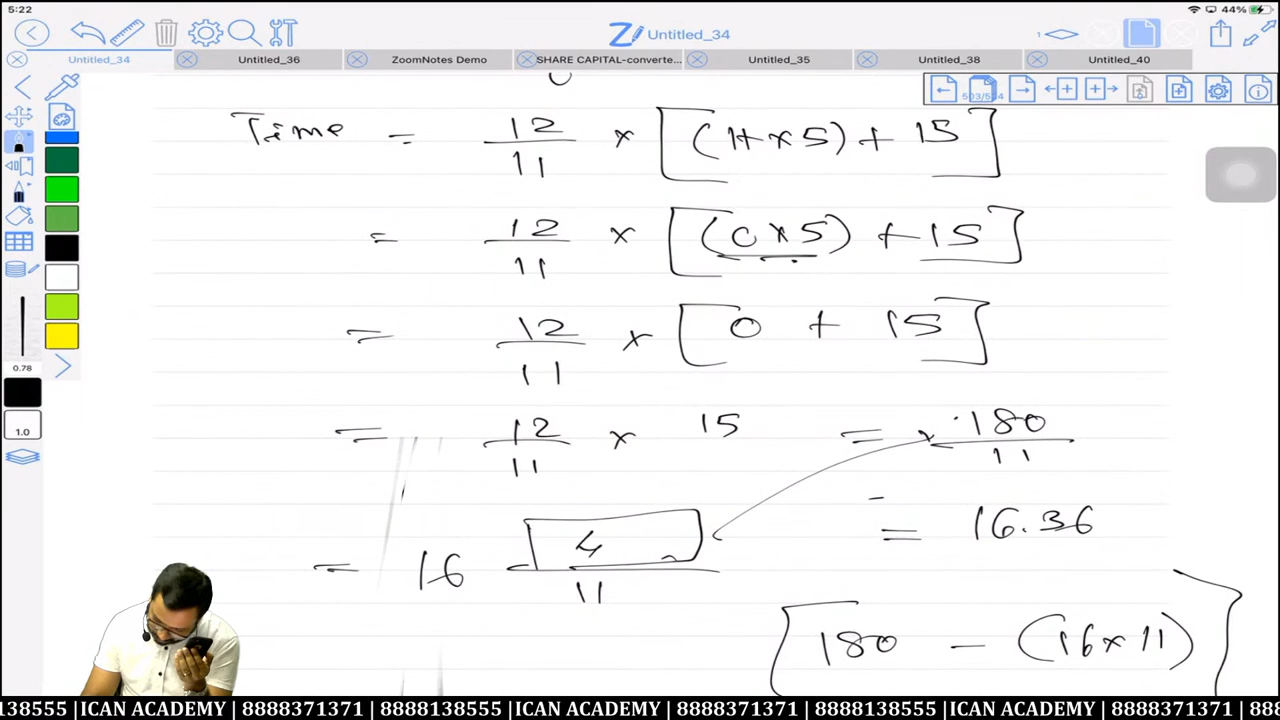 5:22
44%
Untitled_34
1
Untitled_34
Untitled_36
ZoomNotes Demo
SHARE CAPITAL-converte...
Untitled_35
Untitled_38
Untitled_40
Time = 12/11 × [(H×5) + 15]
= 12/11 × [(0×5) + 15]
= 12/11 × [0 + 15]
= 12/11 × 15 = 180/11
= 16.36
= 16 4/11
[180 - (16×11)]
0.78
1.0
138555 |ICAN ACADEMY | 8888371371 | 8888138555 |ICAN ACADEMY | 8888371371 | 8888138555 |ICAN ACADEMY | 8888371371 | 888